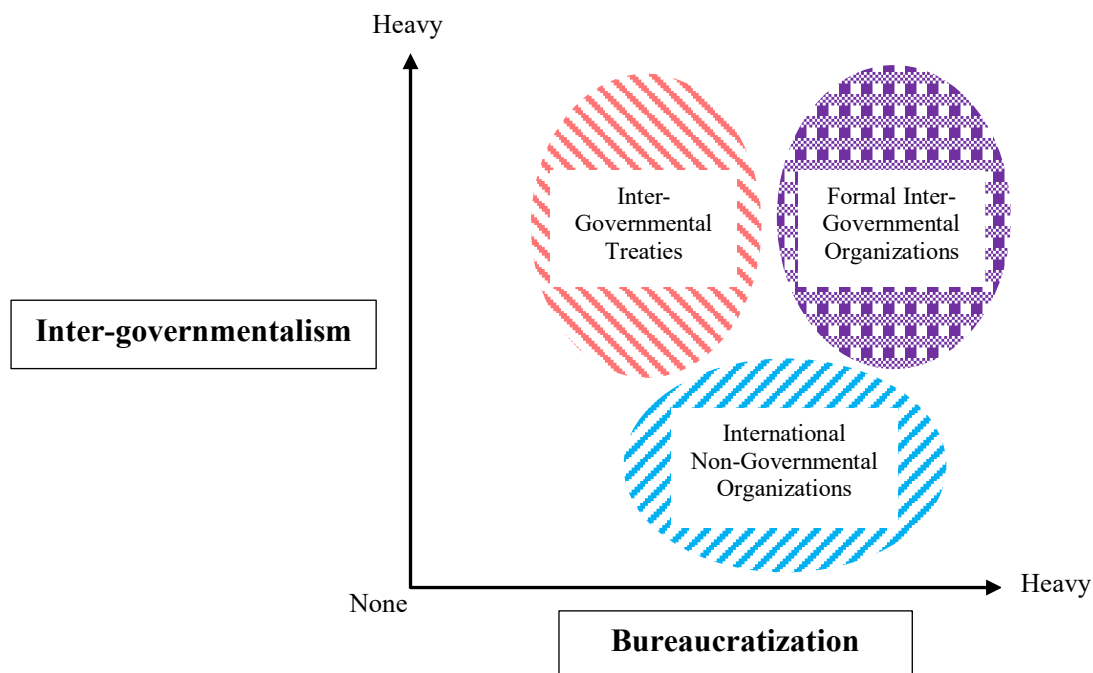 Heavy
Inter-
Governmental
Treaties
Formal Inter-
Governmental
Organizations
Inter-governmentalism
International
Non-Governmental
Organizations
None
Heavy
Bureaucratization